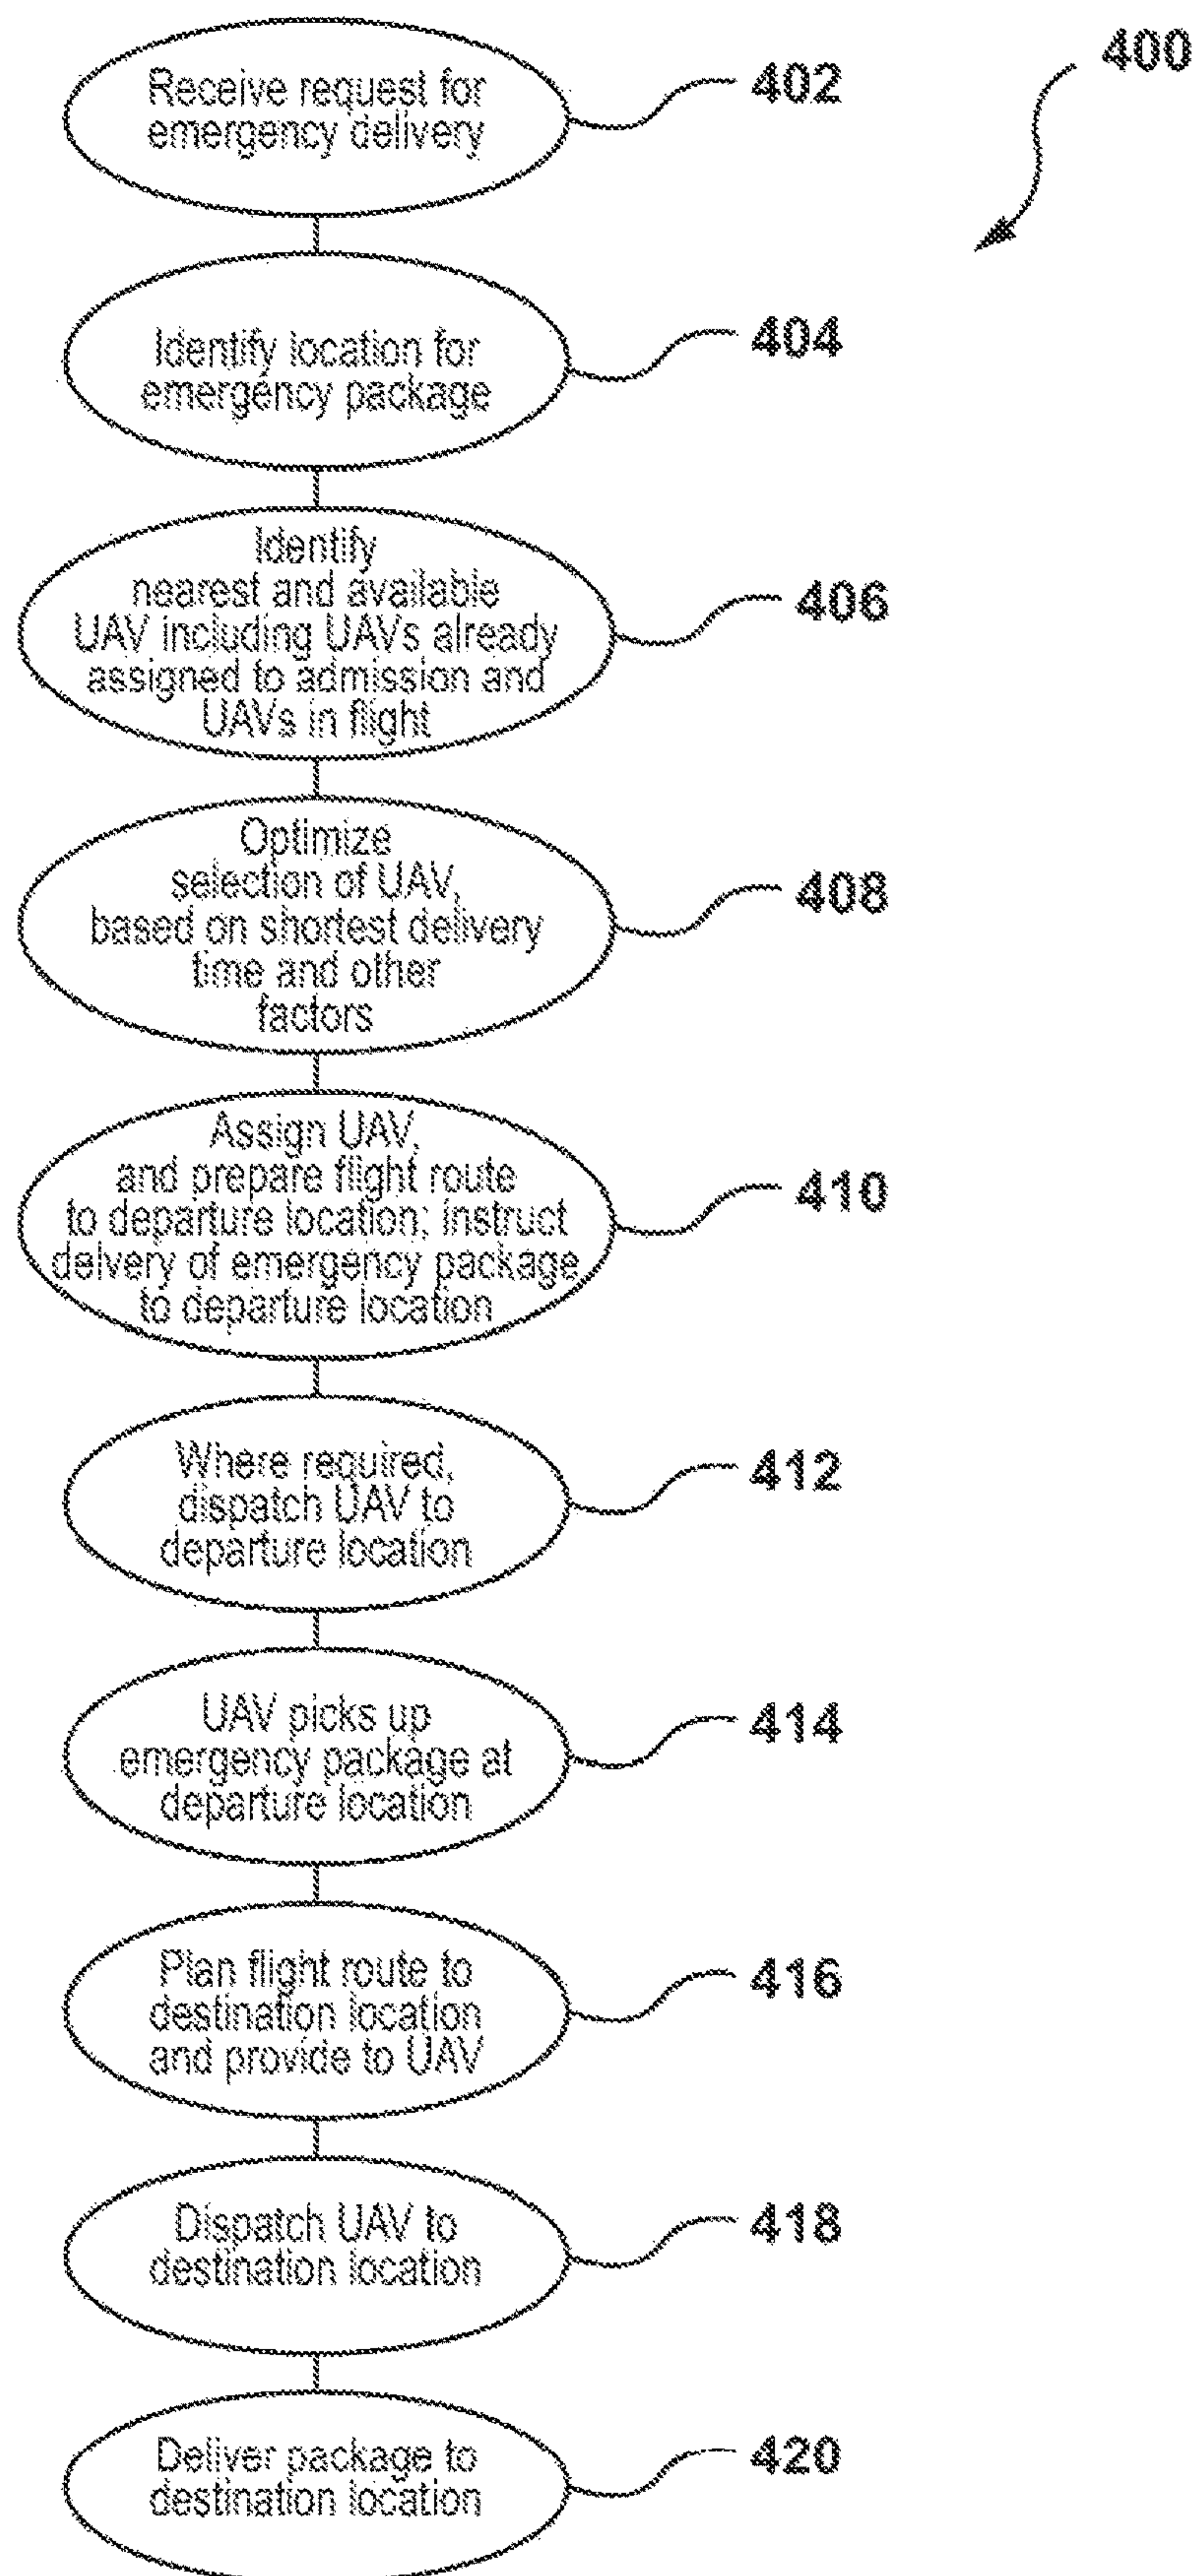 400
Receive request for
emergency delivery
402
Identify location for
emergency package
404
Identify
nearest and available
UAV including UAVs already
assigned to admission and
UAVs in flight
406
Optimize
selection of UAV,
based on shortest delivery
time and other
factors
408
Assign UAV,
and prepare flight route
to departure location; instruct
delvery of emergency package
to departure location
410
Where required,
dispatch UAV to
departure location
412
UAV picks up
emergency package at
departure location
414
Plan flight route to
destination location
and provide to UAV
416
Dispatch UAV to
destination location
418
Deliver package to
destination location
420